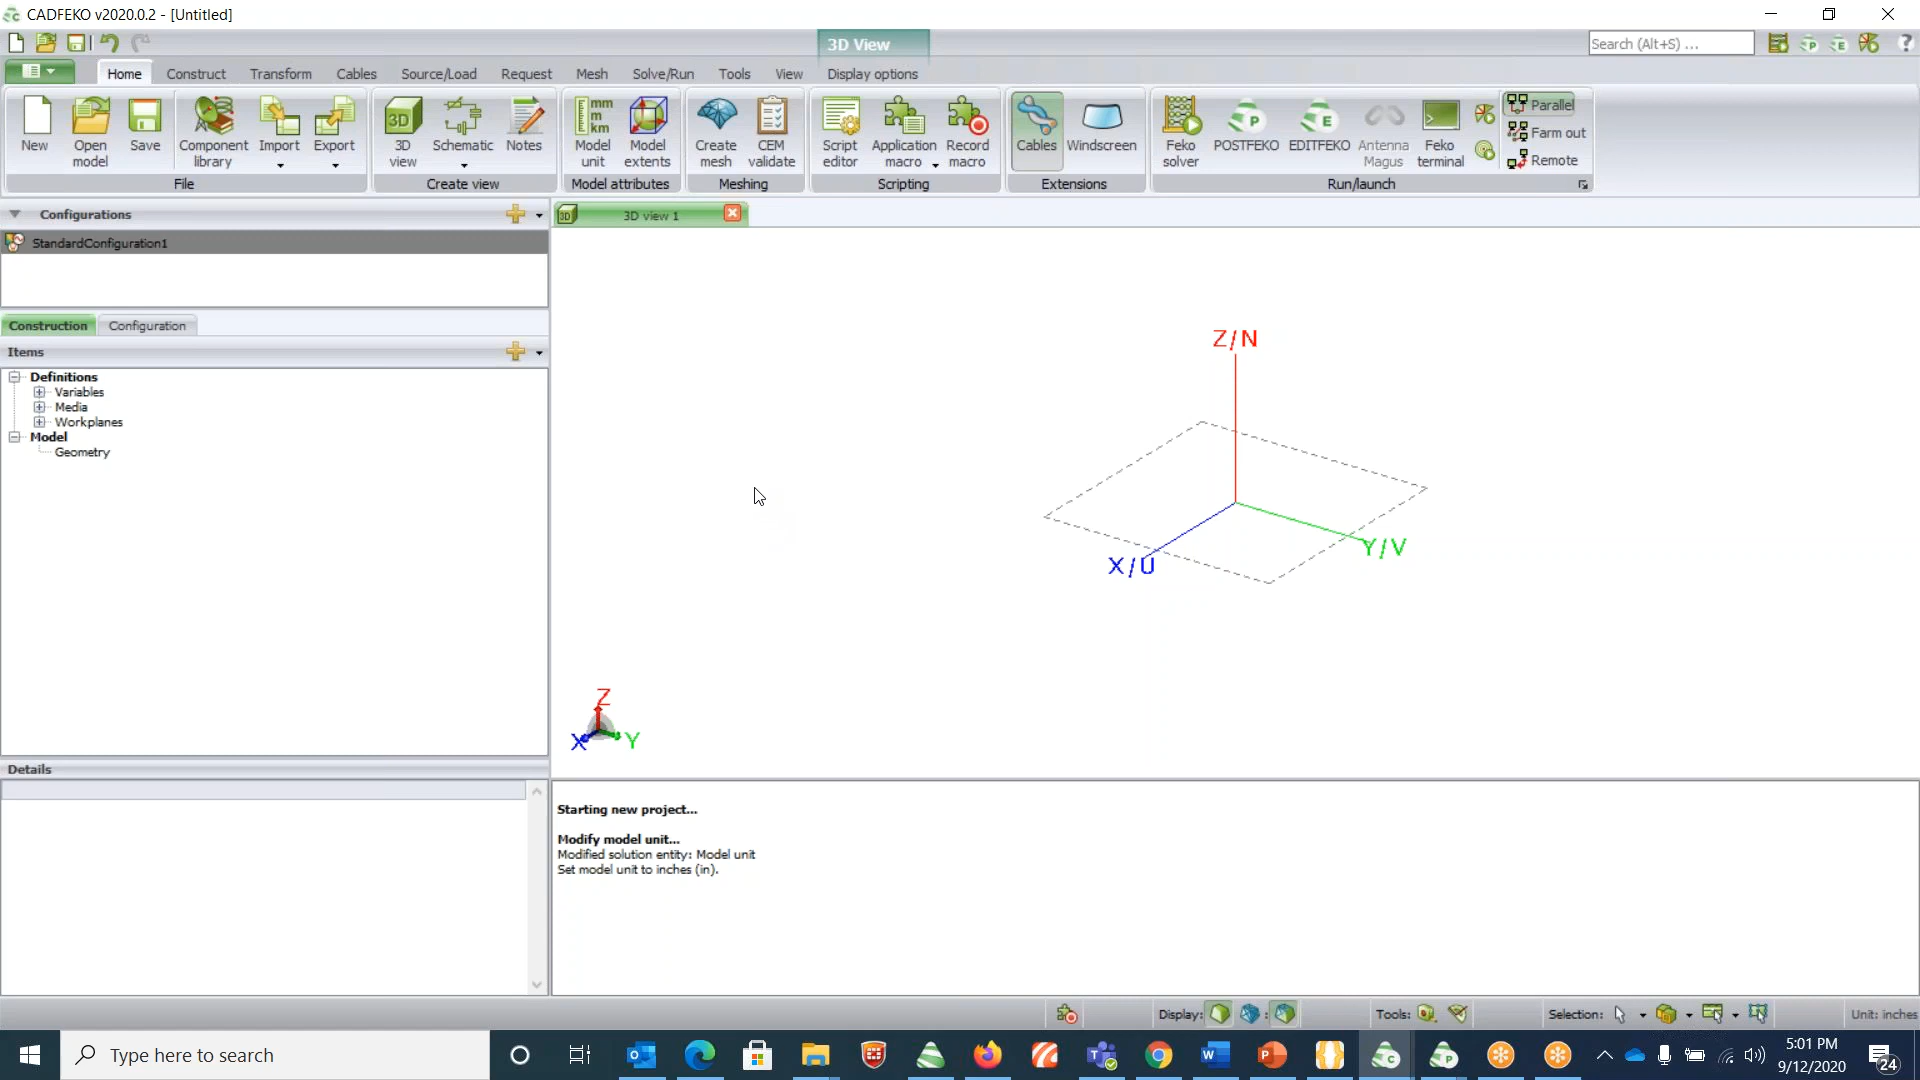 CADFEKO v2020.0.2 - [Untitled]
3D View
Search (Alt+S) ...
Home Construct Transform Cables Source/Load Request Mesh Solve/Run Tools View Display options
New
Open model
Save
Component library
Import
Export
File
3D view
Schematic
Notes
Create view
mm m km
Model unit
Model extents
Model attributes
Create mesh
CEM validate
Meshing
Script editor
Application macro
Record macro
Scripting
Cables
Windscreen
Extensions
Feko solver
POSTFEKO
EDITFEKO
Antenna Magus
Feko terminal
Parallel
Farm out
Remote
Run/launch
Configurations
StandardConfiguration1
3D view 1
Construction Configuration
Items
Definitions
Variables
Media
Workplanes
Model
Geometry
Z/N
Y/V
X/U
Z
X
Y
Details
Starting new project...
Modify model unit...
Modified solution entity: Model unit
Set model unit to inches (in).
Display:
Tools:
Selection:
Unit: inches
Type here to search
5:01 PM
9/12/2020
24